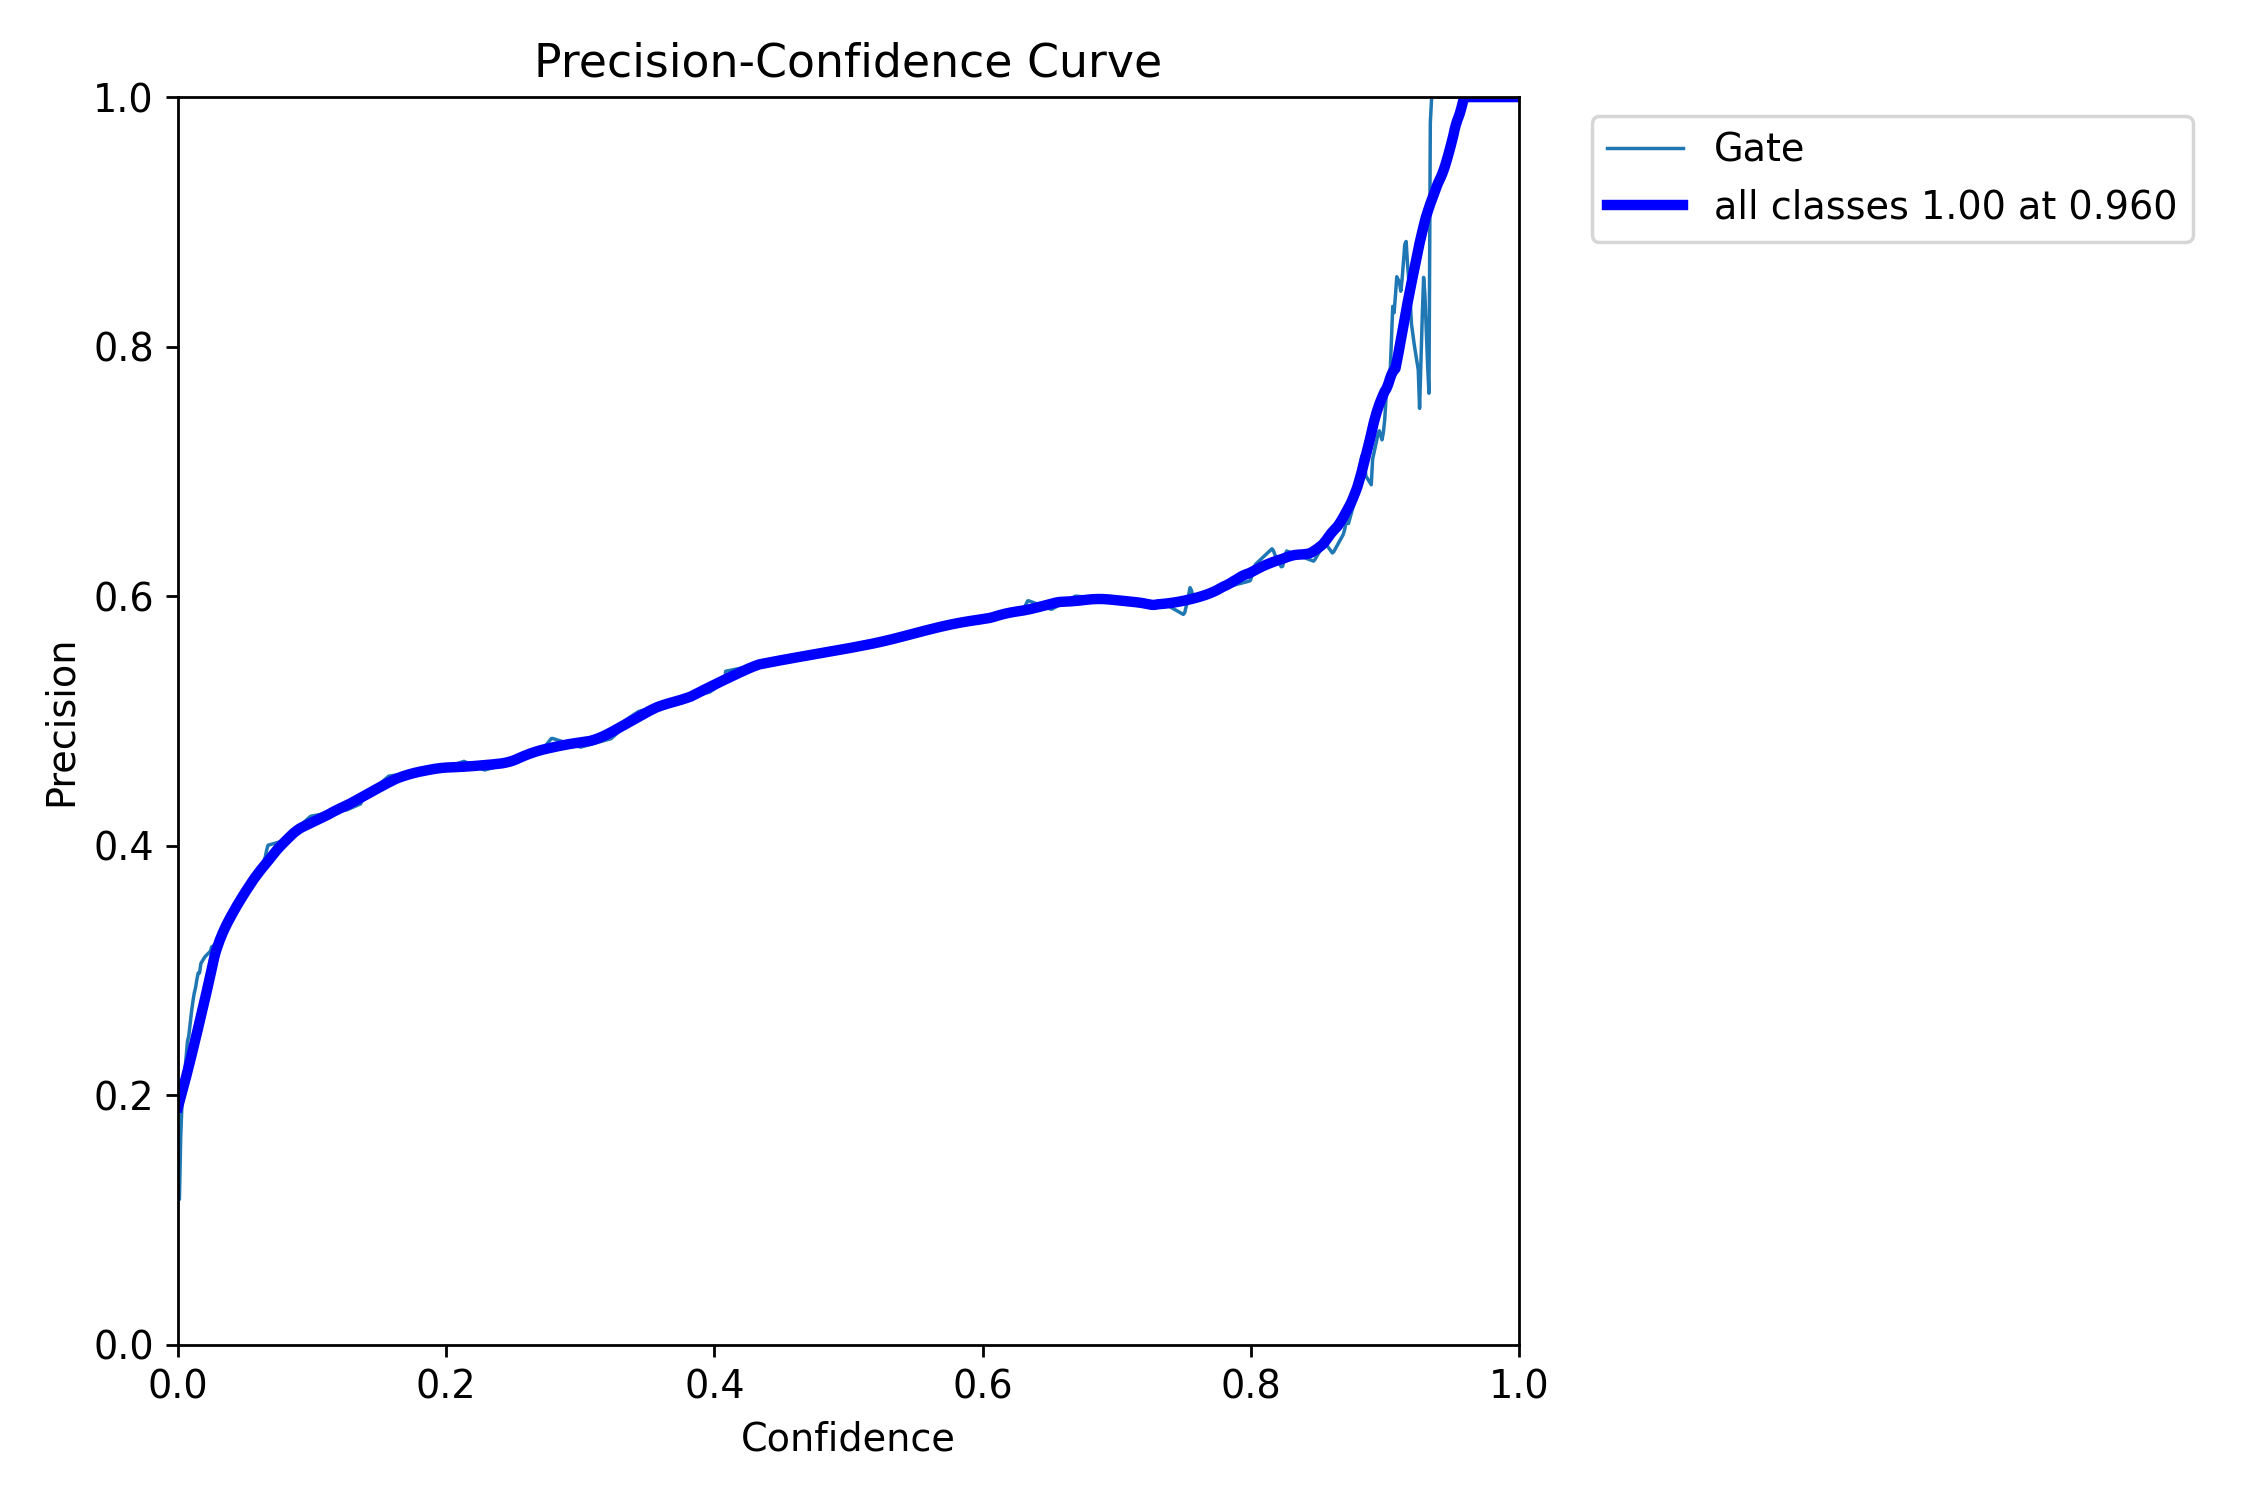 Precision-Confidence Curve
1.0
0.8
0.6
0.4
0.2
0.0
Precision
0.0 0.2 0.4 0.6 0.8 1.0
Confidence
Gate
all classes 1.00 at 0.960